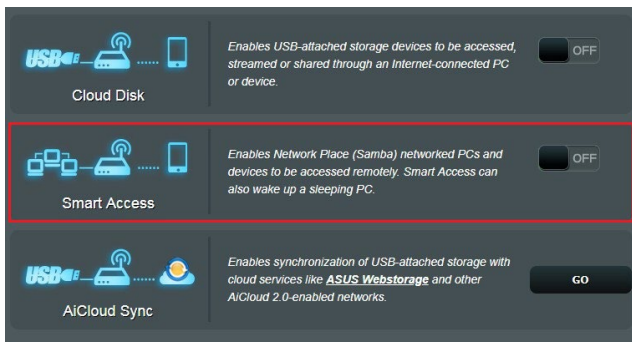 Enables USB-attached storage devices to be accessed,
streamed or shared through an Internet-connected PC
or device.
OFF
USB
Cloud Disk
Enables Network Place (Samba) networked PCs and
devices to be accessed remotely. Smart Access can
also wake up a sleeping PC.
OFF
Smart Access
Enables synchronization of USB-attached storage with
cloud services like ASUS Webstorage and other
AiCloud 2.0-enabled networks.
GO
USB
AiCloud Sync